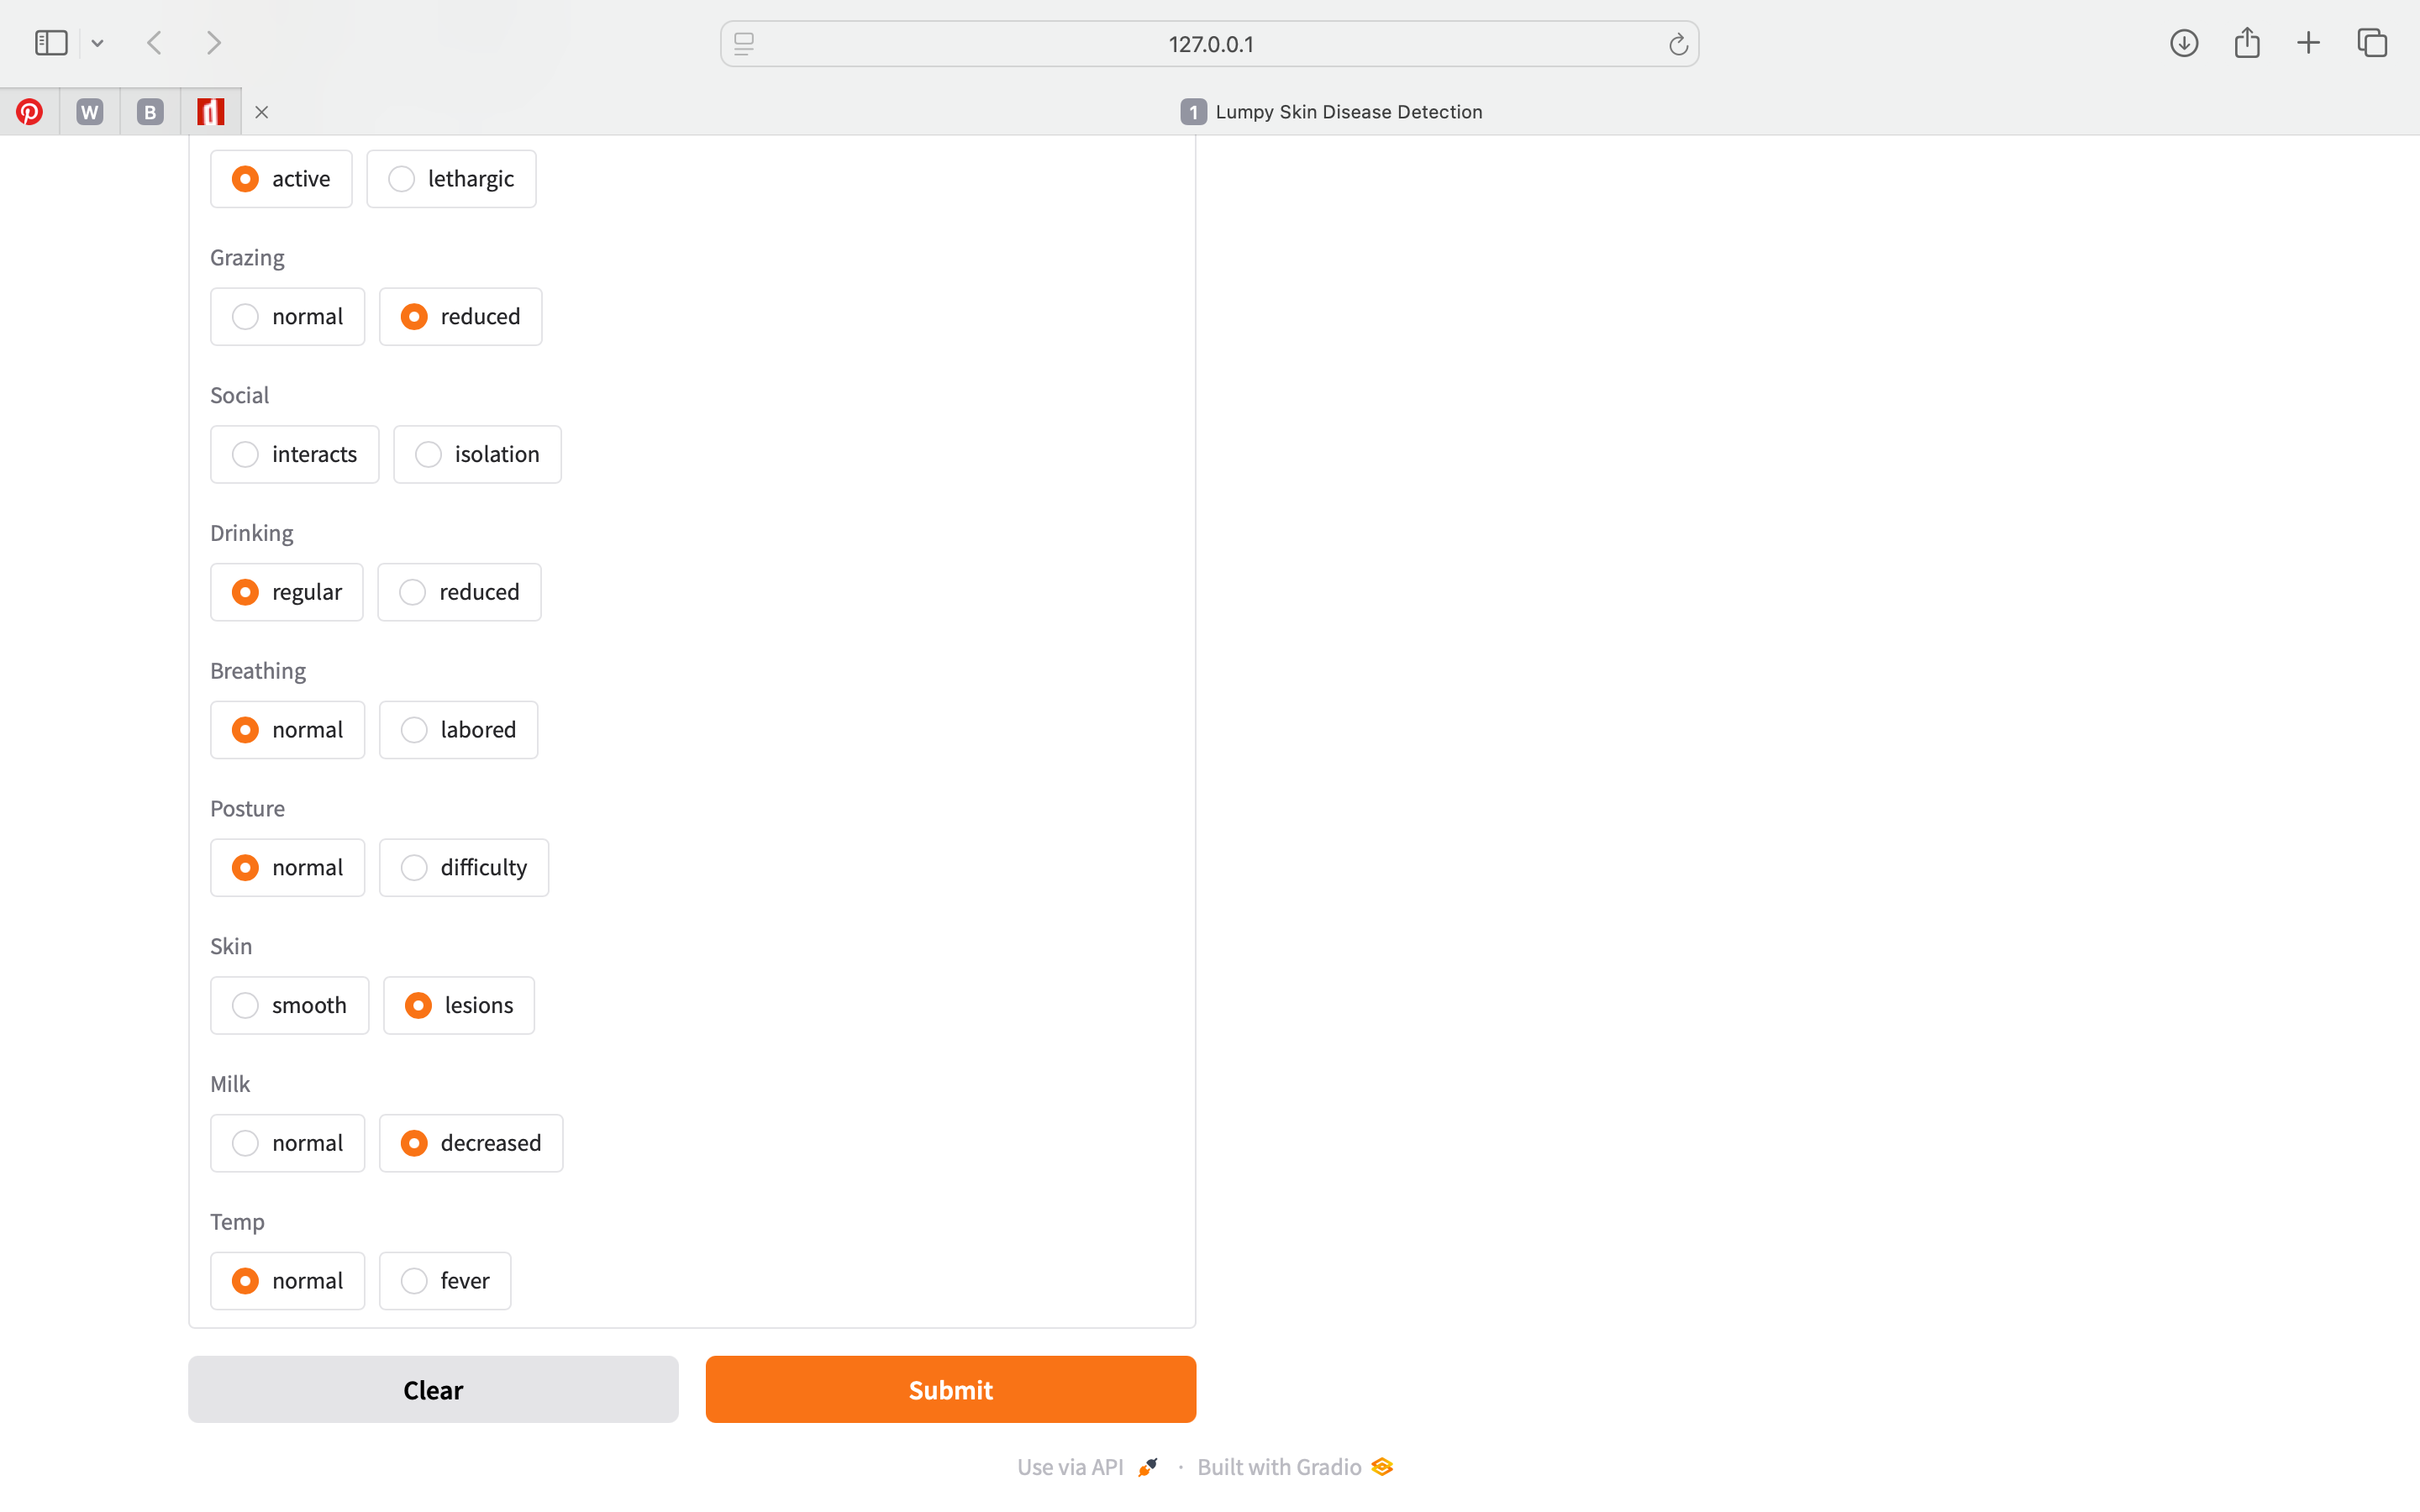 127.0.0.1
W B 1 Lumpy Skin Disease Detection
active lethargic
Grazing
normal reduced
Social
interacts isolation
Drinking
regular reduced
Breathing
normal labored
Posture
normal difficulty
Skin
smooth lesions
Milk
normal decreased
Temp
normal fever
Clear Submit
Use via API · Built with Gradio